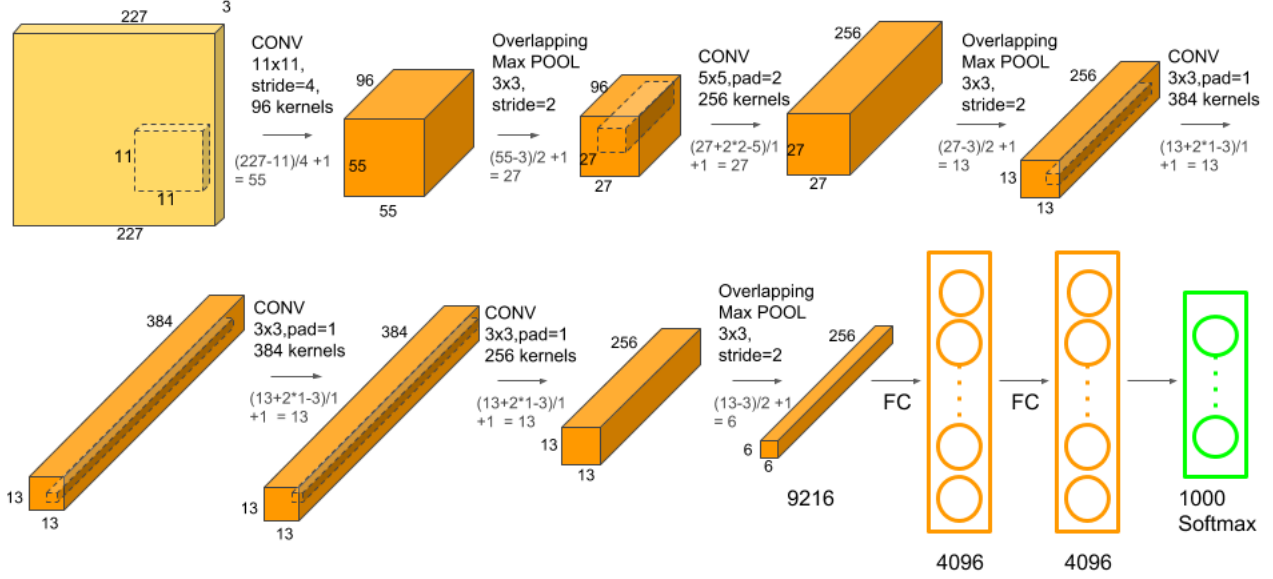 227
3
11
11
227
CONV
11x11,
stride=4,
96 kernels
(227-11)/4 +1
= 55
96
55
55
Overlapping
Max POOL
3x3,
stride=2
(55-3)/2 +1
= 27
96
27
27
CONV
5x5,pad=2
256 kernels
(27+2*2-5)/1
+1 = 27
256
27
27
Overlapping
Max POOL
3x3,
stride=2
(27-3)/2 +1
= 13
256
13
13
CONV
3x3,pad=1
384 kernels
(13+2*1-3)/1
+1 = 13
384
13
13
CONV
3x3,pad=1
384 kernels
(13+2*1-3)/1
+1 = 13
384
13
13
CONV
3x3,pad=1
256 kernels
(13+2*1-3)/1
+1 = 13
256
13
13
Overlapping
Max POOL
3x3,
stride=2
(13-3)/2 +1
= 6
256
6
6
9216
FC
4096
FC
4096
1000
Softmax